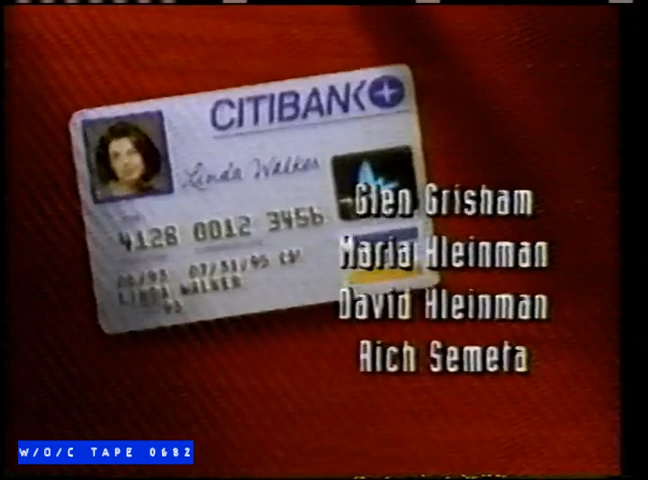 CITIBANK
Linda Walker
4128 0012 3456
07/31/95 CV
LINDA WALKER
Glen Grisham
Maria Kleinman
David Kleinman
Rich Semeta
W/O/C TAPE 0682